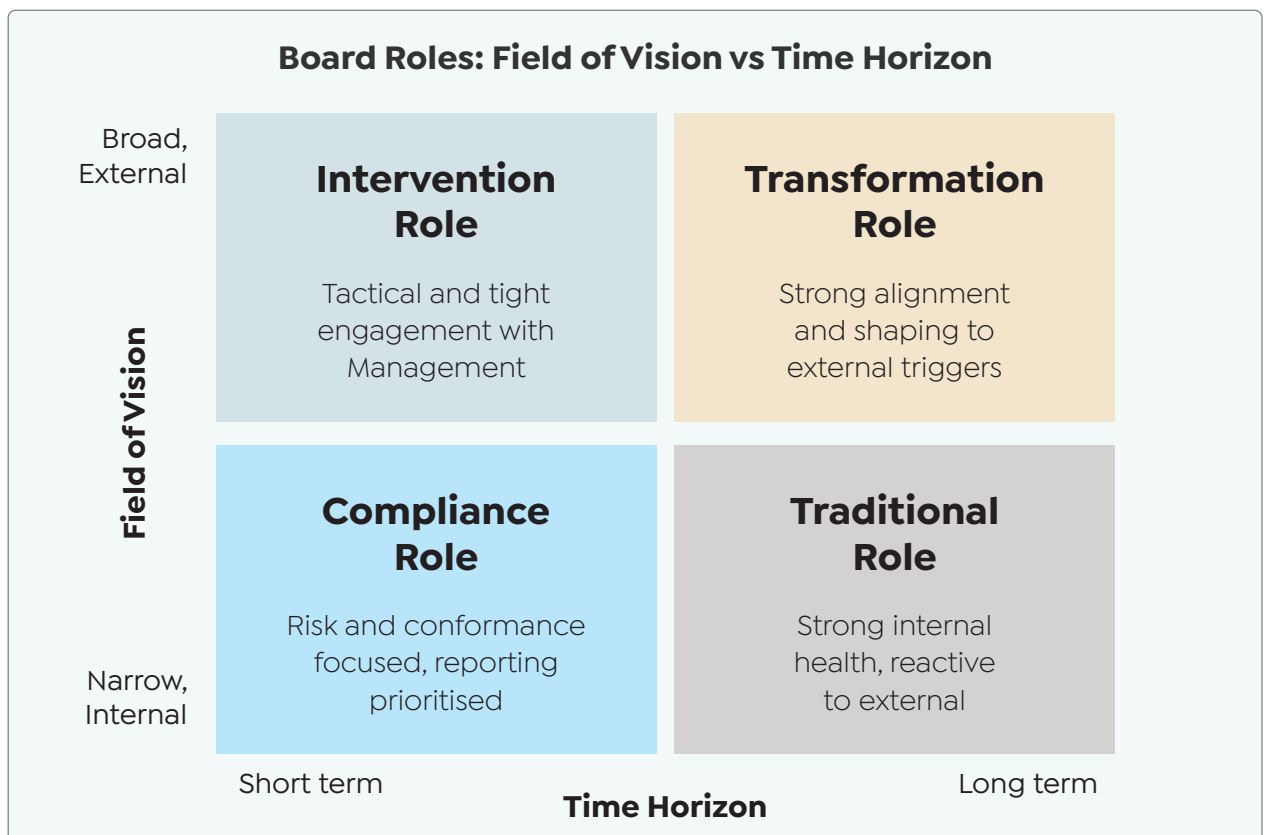 Board Roles: Field of Vision vs Time Horizon
Broad,
External
Intervention
Role
Tactical and tight
engagement with
Management
Transformation
Role
Strong alignment
and shaping to
external triggers
Field of Vision
Compliance
Role
Risk and conformance
focused, reporting
prioritised
Traditional
Role
Strong internal
health, reactive
to external
Narrow,
Internal
Short term
Long term
Time Horizon